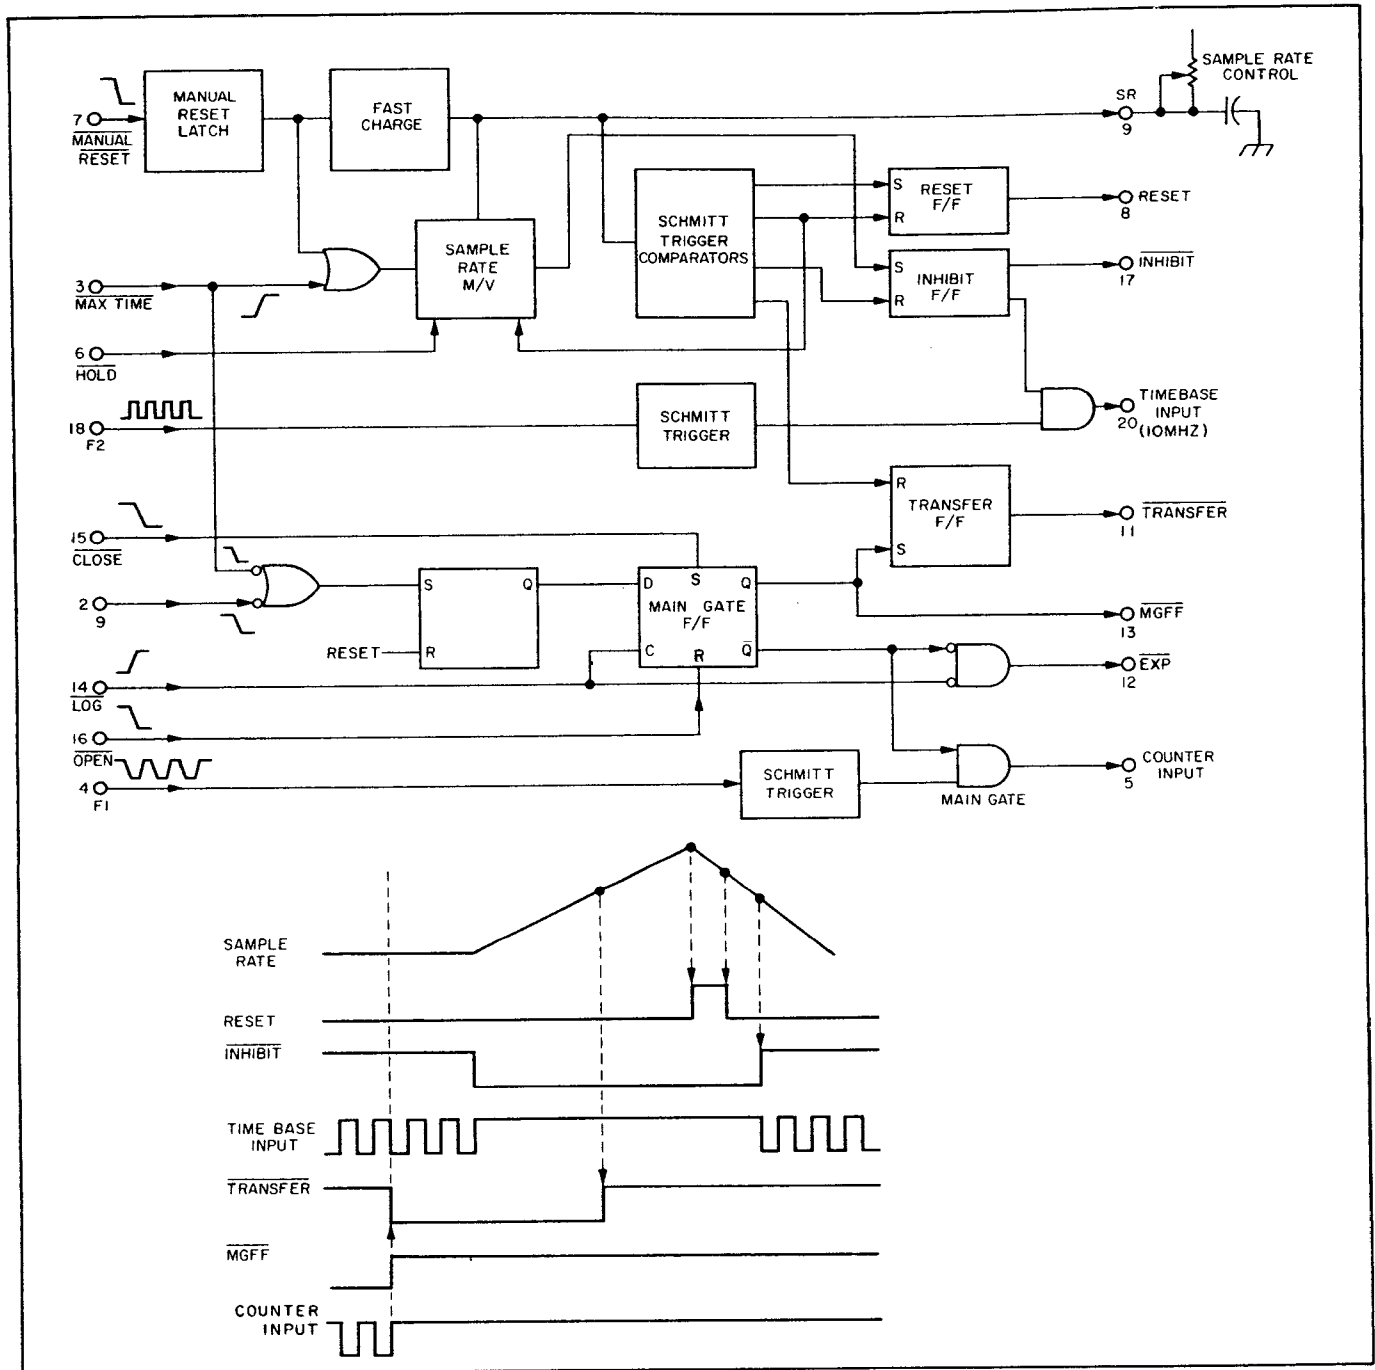 SAMPLE RATE
CONTROL
MANUAL
RESET
LATCH
FAST
CHARGE
7
MANUAL
RESET
SR
9
SCHMITT
TRIGGER
COMPARATORS
S
R
RESET
F/F
RESET
8
SAMPLE
RATE
M/V
S
R
INHIBIT
F/F
INHIBIT
17
3
MAX TIME
6
HOLD
18
F2
SCHMITT
TRIGGER
TIMEBASE
INPUT
(10MHZ)
20
R
S
TRANSFER
F/F
TRANSFER
11
15
CLOSE
2
9
S
Q
R
RESET
D
S
Q
MAIN GATE
F/F
C
R
Q
MGFF
13
EXP
12
14
LOG
16
OPEN
4
F1
SCHMITT
TRIGGER
MAIN GATE
COUNTER
INPUT
5
SAMPLE
RATE
RESET
INHIBIT
TIME BASE
INPUT
TRANSFER
MGFF
COUNTER
INPUT